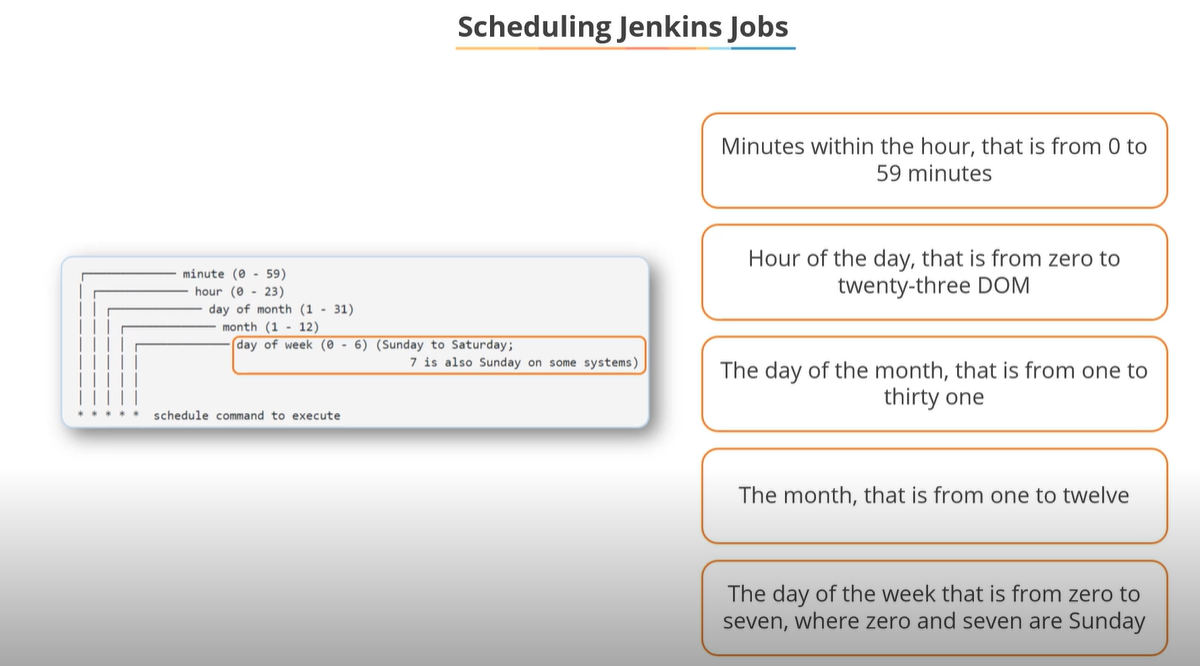 Scheduling Jenkins Jobs
minute (0 - 59)
hour (0 - 23)
day of month (1 - 31)
month (1 - 12)
day of week (0 - 6) (Sunday to Saturday;
7 is also Sunday on some systems)
* * * * * schedule command to execute
Minutes within the hour, that is from 0 to
59 minutes
Hour of the day, that is from zero to
twenty-three DOM
The day of the month, that is from one to
thirty one
The month, that is from one to twelve
The day of the week that is from zero to
seven, where zero and seven are Sunday